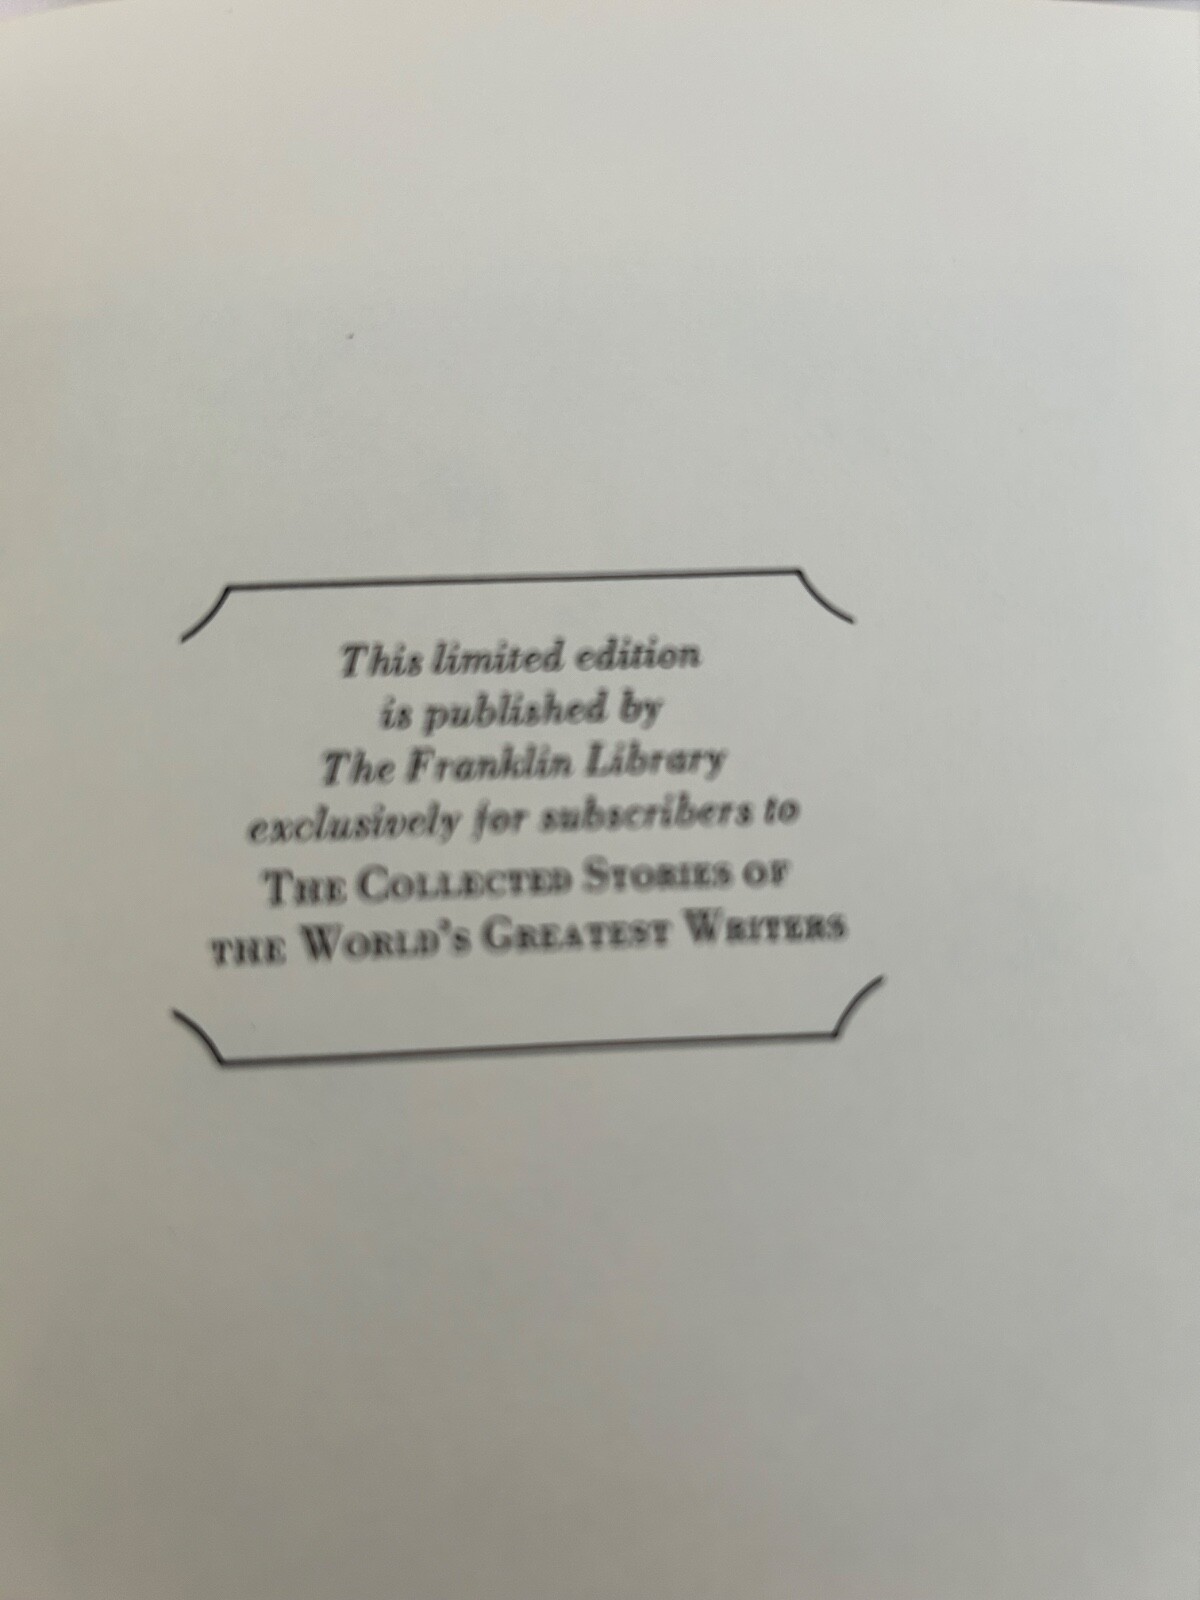 This limited edition
is published by
The Franklin Library
exclusively for subscribers to
THE COLLECTED STORIES OF
THE WORLD'S GREATEST WRITERS